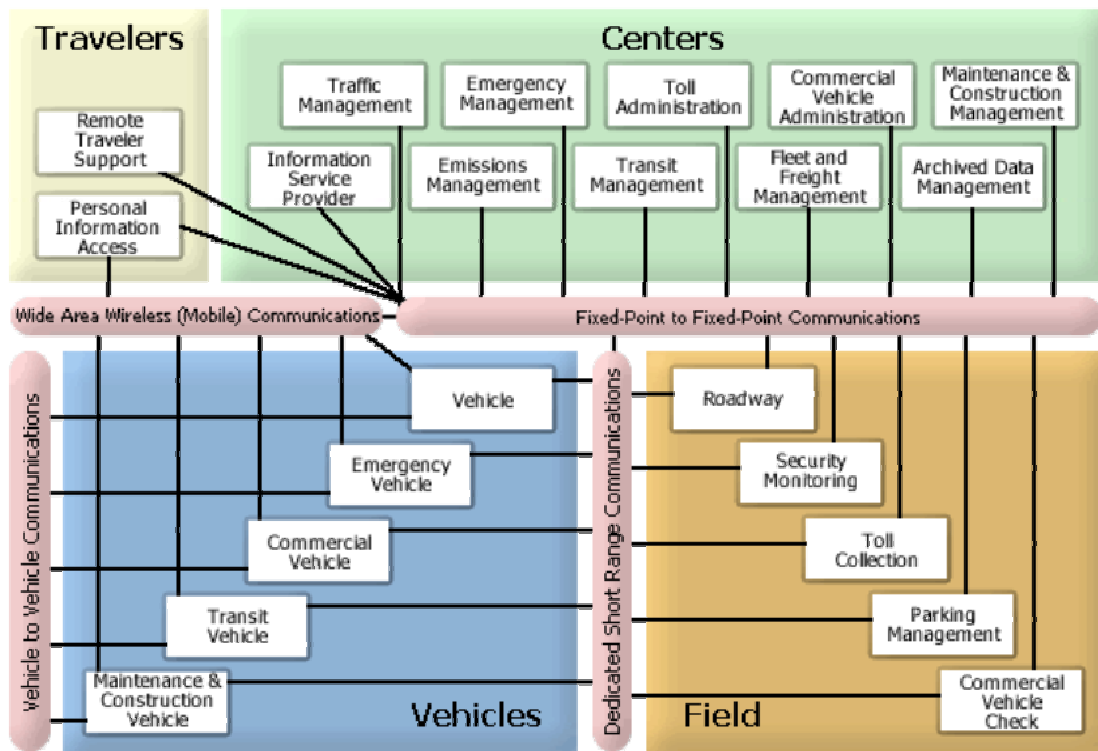 Travelers
Centers
Traffic
Management
Emergency
Management
Toll
Administration
Commercial
Vehicle
Administration
Maintenance &
Construction
Management
Remote
Traveler
Support
Information
Service
Provider
Emissions
Management
Transit
Management
Fleet and
Freight
Management
Archived Data
Management
Personal
Information
Access
Wide Area Wireless (Mobile) Communications
Fixed-Point to Fixed-Point Communications
Vehicle to Vehicle Communications
Vehicle
Emergency
Vehicle
Commercial
Vehicle
Transit
Vehicle
Maintenance &
Construction
Vehicle
Vehicles
Dedicated Short Range Communications
Roadway
Security
Monitoring
Toll
Collection
Parking
Management
Commercial
Vehicle
Check
Field